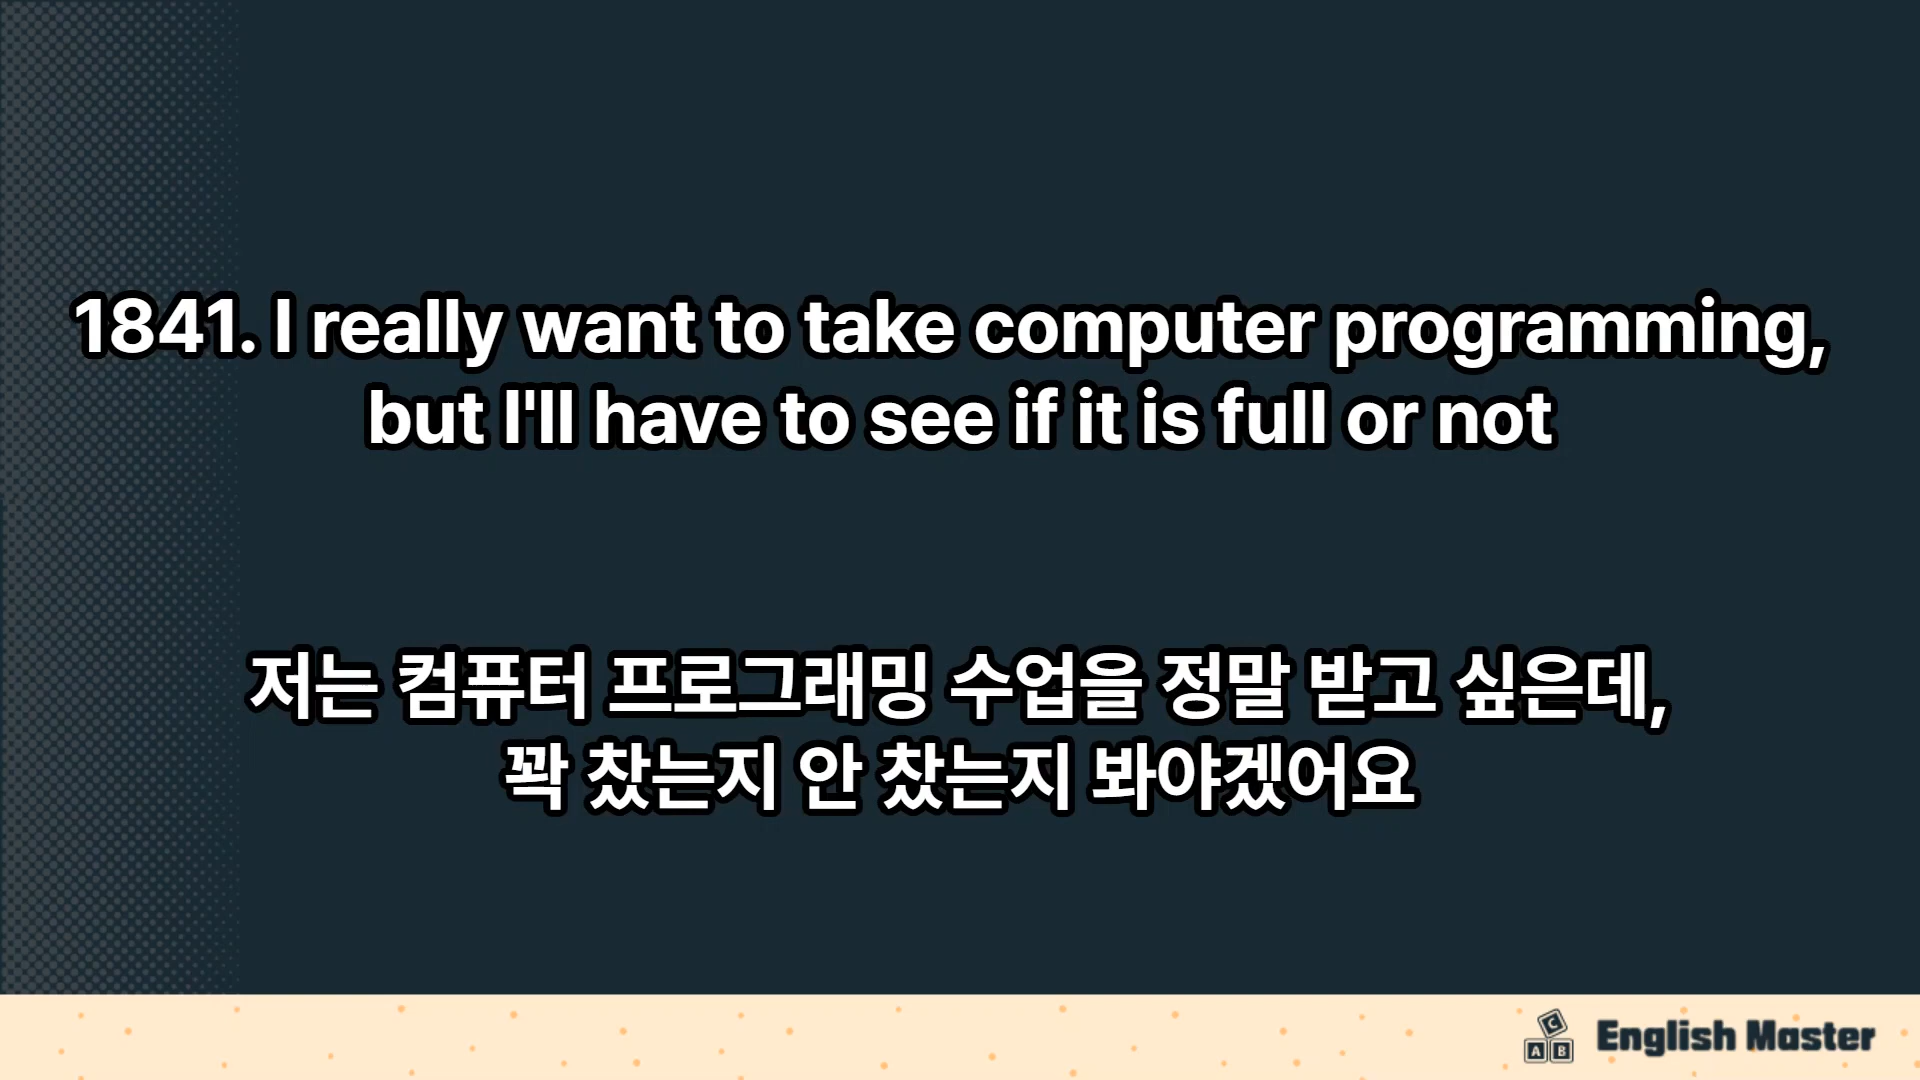 1841. I really want to take computer programming,
but I'll have to see if it is full or not
저는 컴퓨터 프로그래밍 수업을 정말 받고 싶은데,
꽉 찼는지 안 찼는지 봐야겠어요
C
A B
English Master